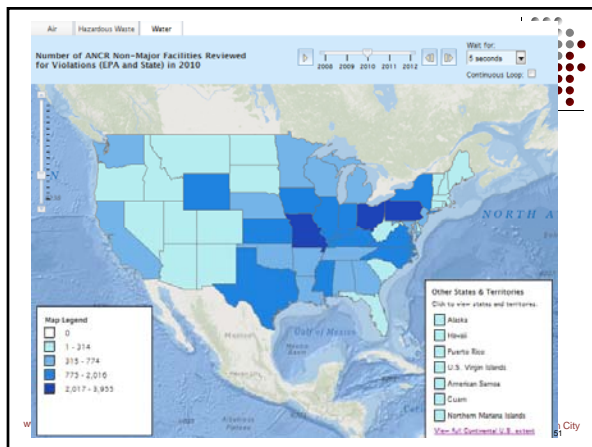 Air
Hazardous Waste
Water
Number of ANCR Non-Major Facilities Reviewed
for Violations (EPA and State) in 2010
2008 2009 2010 2011 2012
Wait for:
5 seconds
Continuous Loop:
NORTH A
Mexico
Gulf of Mexico
Map Legend
0
1 - 314
315 - 774
775 - 2,016
2,017 - 3,955
Other States & Territories
Click to view states and territories.
Alaska
Hawaii
Puerto Rico
U.S. Virgin Islands
American Samoa
Guam
Northern Mariana Islands
View full Continental U.S. extent
w
City
51